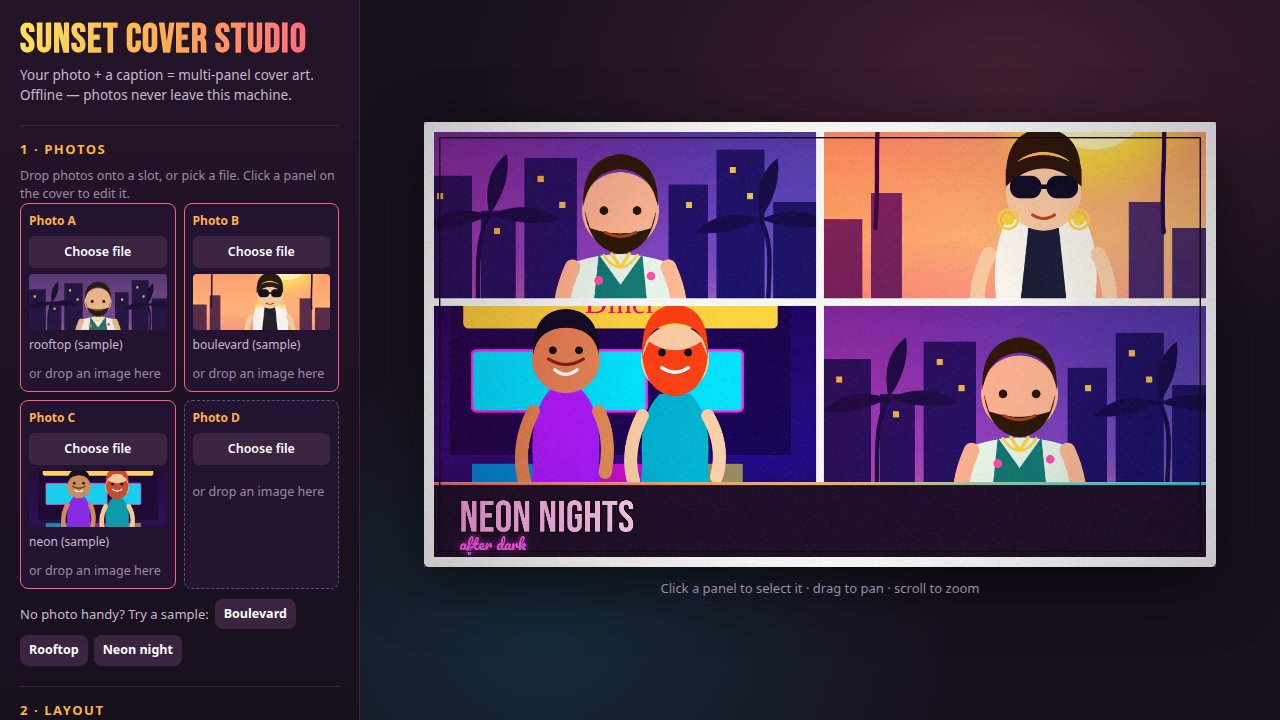 SUNSET COVER STUDIO
Your photo + a caption = multi-panel cover art.
Offline — photos never leave this machine.
1 · PHOTOS
Drop photos onto a slot, or pick a file. Click a panel on
the cover to edit it.
Photo A
Choose file
rooftop (sample)
or drop an image here
Photo B
Choose file
boulevard (sample)
or drop an image here
Photo C
Choose file
neon (sample)
or drop an image here
Photo D
Choose file
or drop an image here
No photo handy? Try a sample: Boulevard
Rooftop Neon night
2 · LAYOUT
Diner
NEON NIGHTS
after dark
Click a panel to select it · drag to pan · scroll to zoom